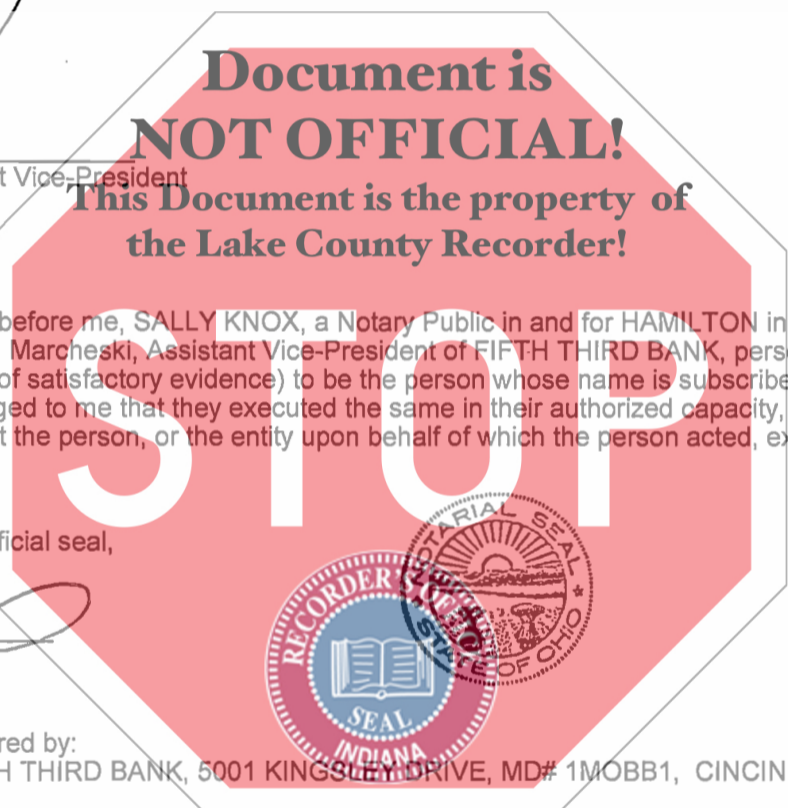 Document is
NOT OFFICIAL!
t Vice-President
This Document is the property of
the Lake County Recorder!
STOP
before me, SALLY KNOX, a Notary Public in and for HAMILTON in
Marcheski, Assistant Vice-President of FIFTH THIRD BANK, pers
of satisfactory evidence) to be the person whose name is subscribe
ged to me that they executed the same in their authorized capacity,
t the person, or the entity upon behalf of which the person acted, ex
ficial seal,
NOTARIAL SEAL
STATE OF OHIO
RECORDER'S OFFICE
SEAL
INDIANA
red by:
H THIRD BANK, 5001 KINGSLEY DRIVE, MD# 1MOBB1, CINCIN